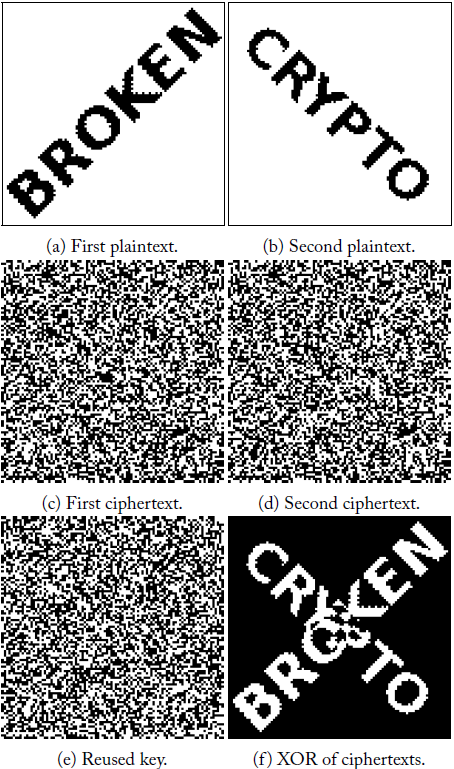 BROKEN
CRYPTO
(a) First plaintext.
(b) Second plaintext.
(c) First ciphertext.
(d) Second ciphertext.
BROKEN
CRYPTO
(e) Reused key.
(f) XOR of ciphertexts.